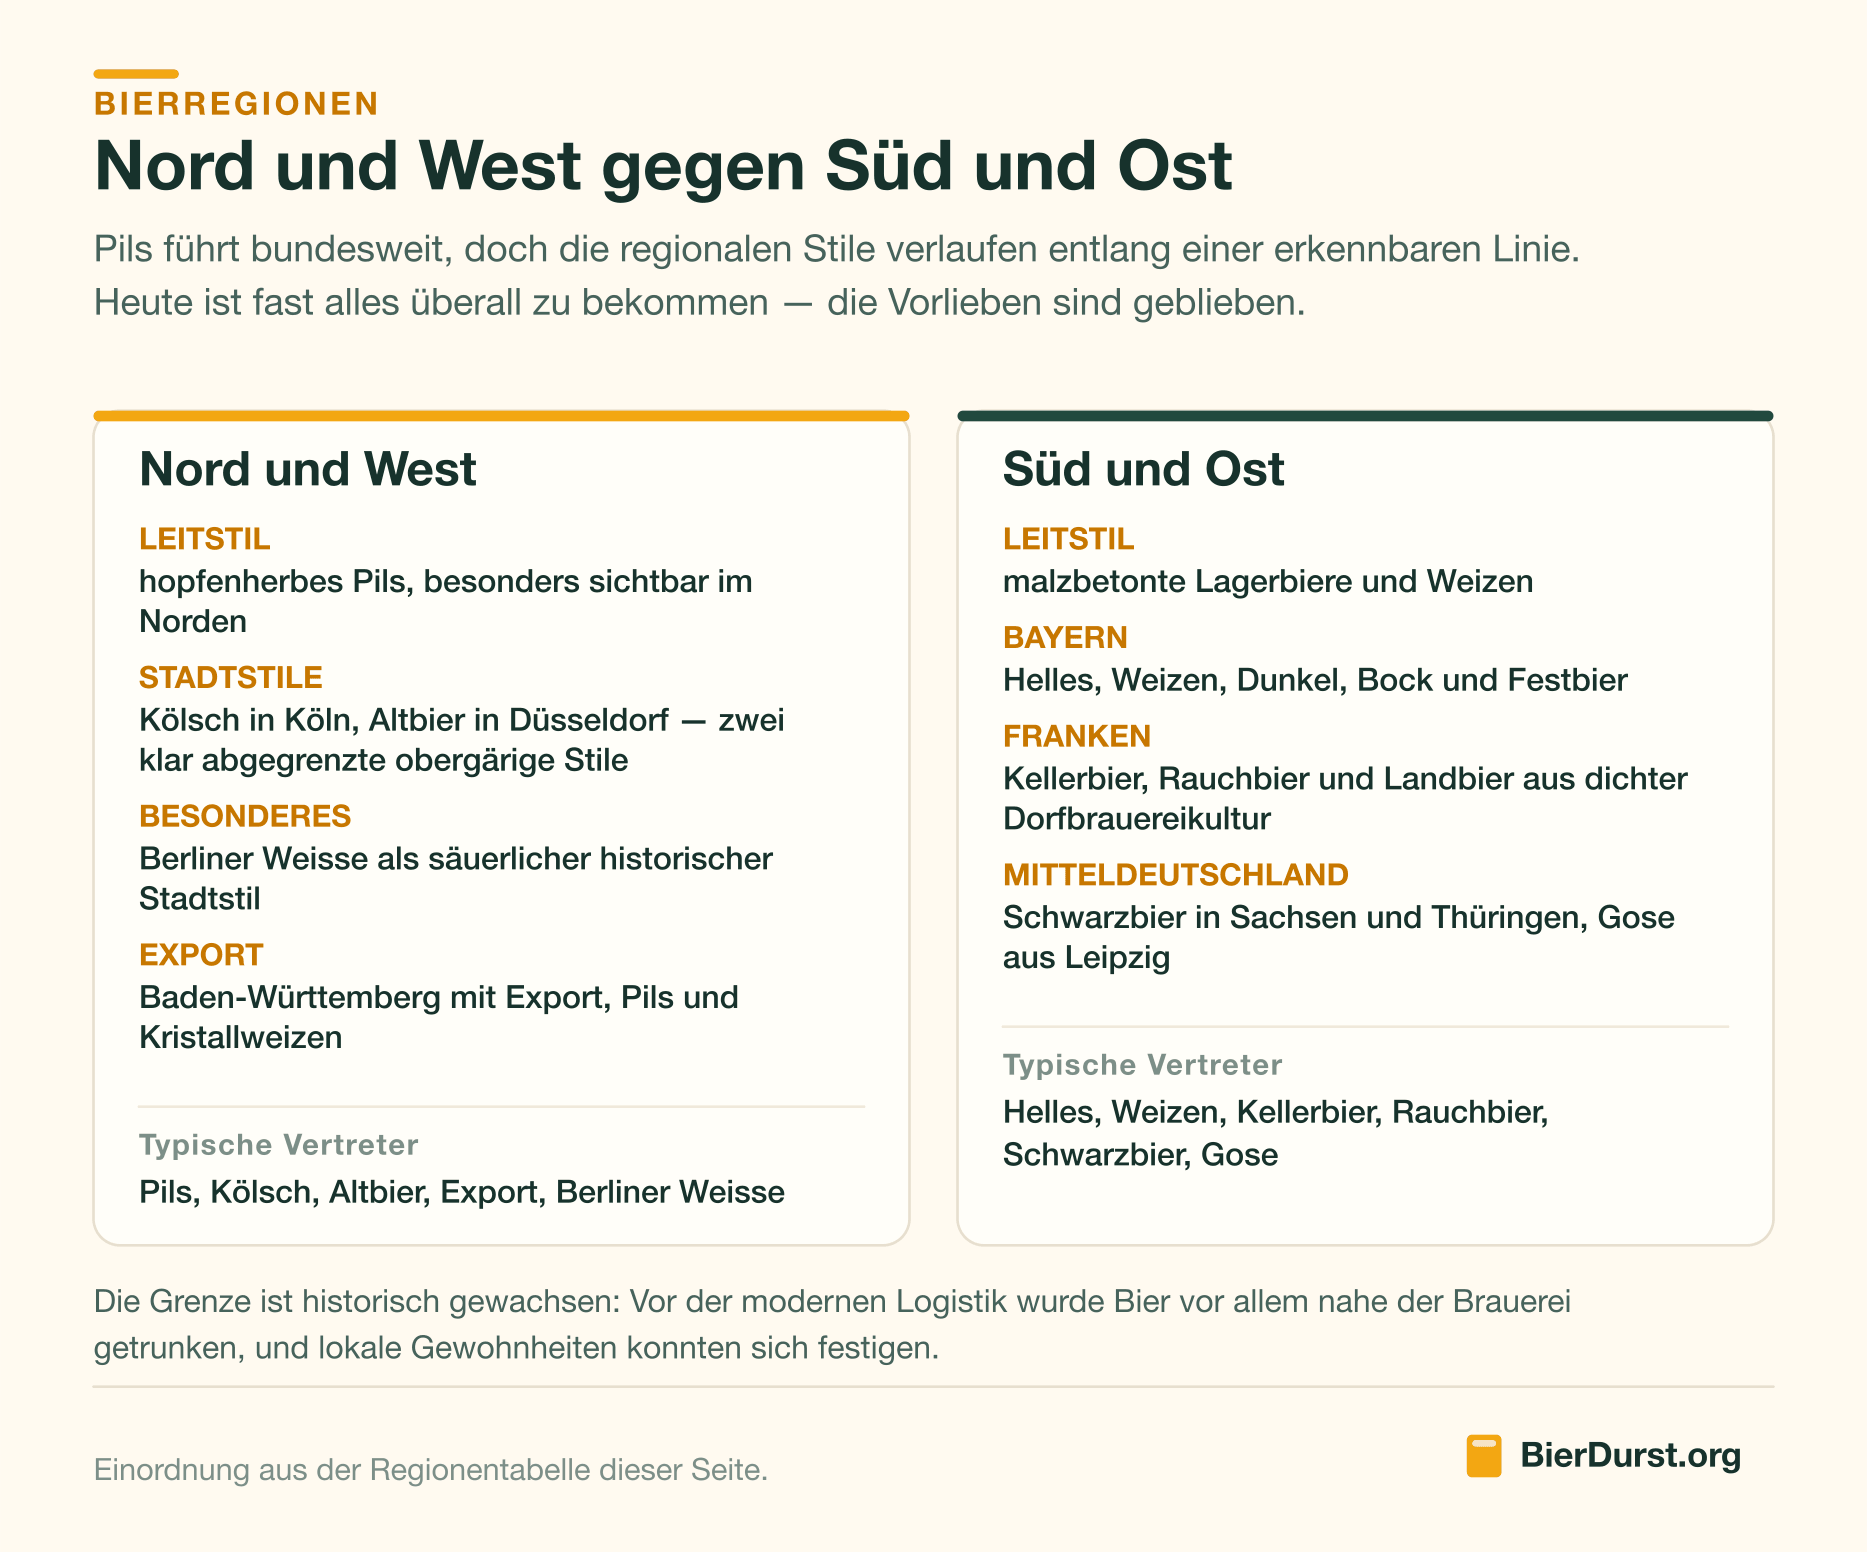 BIERREGIONEN
Nord und West gegen Süd und Ost
Pils führt bundesweit, doch die regionalen Stile verlaufen entlang einer erkennbaren Linie.
Heute ist fast alles überall zu bekommen — die Vorlieben sind geblieben.
Nord und West
LEITSTIL
hopfenherbes Pils, besonders sichtbar im
Norden
STADTSTILE
Kölsch in Köln, Altbier in Düsseldorf — zwei
klar abgegrenzte obergärige Stile
BESONDERES
Berliner Weisse als säuerlicher historischer
Stadtstil
EXPORT
Baden-Württemberg mit Export, Pils und
Kristallweizen
Typische Vertreter
Pils, Kölsch, Altbier, Export, Berliner Weisse
Süd und Ost
LEITSTIL
malzbetonte Lagerbiere und Weizen
BAYERN
Helles, Weizen, Dunkel, Bock und Festbier
FRANKEN
Kellerbier, Rauchbier und Landbier aus dichter
Dorfbrauereikultur
MITTELDEUTSCHLAND
Schwarzbier in Sachsen und Thüringen, Gose
aus Leipzig
Typische Vertreter
Helles, Weizen, Kellerbier, Rauchbier,
Schwarzbier, Gose
Die Grenze ist historisch gewachsen: Vor der modernen Logistik wurde Bier vor allem nahe der Brauerei
getrunken, und lokale Gewohnheiten konnten sich festigen.
Einordnung aus der Regionentabelle dieser Seite.
BierDurst.org